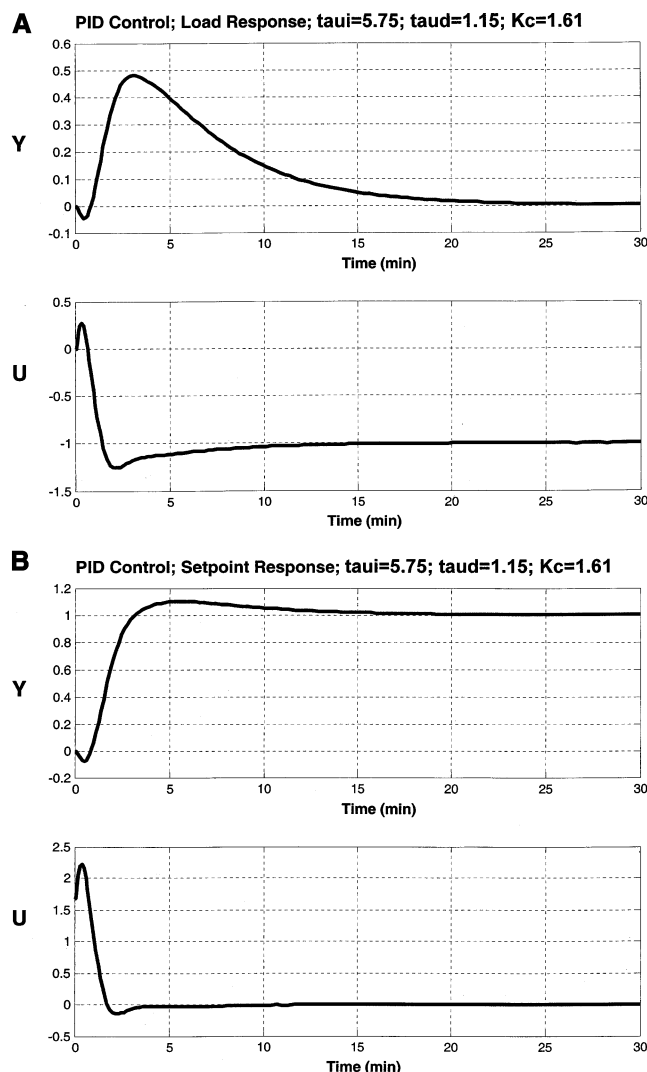 A
PID Control; Load Response; taui=5.75; taud=1.15; Kc=1.61
0.6
0.5
0.4
0.3
0.2
0.1
0
-0.1
Y
0 5 10 15 20 25 30
Time (min)
0.5
0
-0.5
-1
-1.5
U
0 5 10 15 20 25 30
Time (min)
B
PID Control; Setpoint Response; taui=5.75; taud=1.15; Kc=1.61
1.2
1
0.8
0.6
0.4
0.2
0
-0.2
Y
0 5 10 15 20 25 30
Time (min)
2.5
2
1.5
1
0.5
0
-0.5
U
0 5 10 15 20 25 30
Time (min)